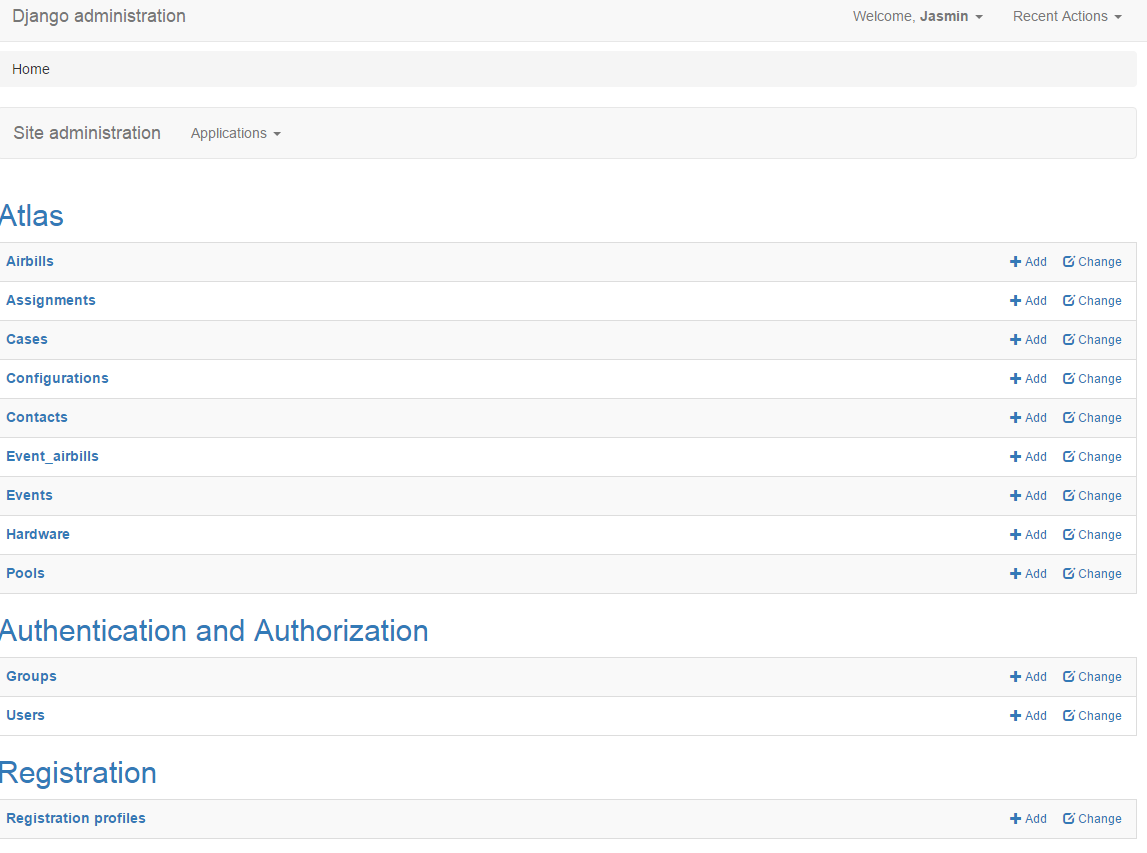 Django administration Welcome, Jasmin Recent Actions
Home
Site administration Applications
Atlas
Airbills Add Change
Assignments Add Change
Cases Add Change
Configurations Add Change
Contacts Add Change
Event_airbills Add Change
Events Add Change
Hardware Add Change
Pools Add Change
Authentication and Authorization
Groups Add Change
Users Add Change
Registration
Registration profiles Add Change